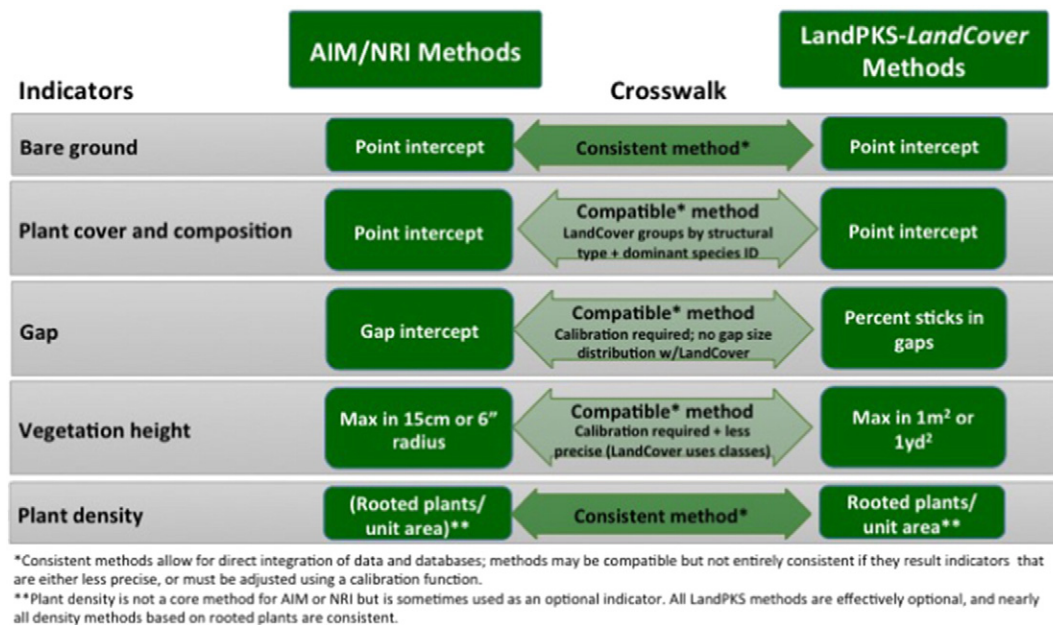 AIM/NRI Methods
LandPKS-LandCover
Methods
Indicators
Crosswalk
Bare ground
Point intercept
Consistent method*
Point intercept
Plant cover and composition
Point intercept
Compatible* method
LandCover groups by structural
type + dominant species ID
Point intercept
Gap
Gap intercept
Compatible* method
Calibration required; no gap size
distribution w/LandCover
Percent sticks in
gaps
Vegetation height
Max in 15cm or 6”
radius
Compatible* method
Calibration required + less
precise (LandCover uses classes)
Max in 1m² or
1yd²
Plant density
(Rooted plants/
unit area)**
Consistent method*
Rooted plants/
unit area**
*Consistent methods allow for direct integration of data and databases; methods may be compatible but not entirely consistent if they result indicators that
are either less precise, or must be adjusted using a calibration function.
**Plant density is not a core method for AIM or NRI but is sometimes used as an optional indicator. All LandPKS methods are effectively optional, and nearly
all density methods based on rooted plants are consistent.